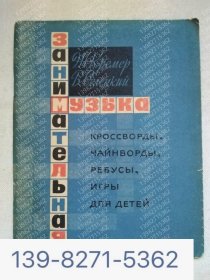 Кремер
занимательная
музыка
кроссворды,
чайнворды,
ребусы,
игры
для детей
139-8271-5362